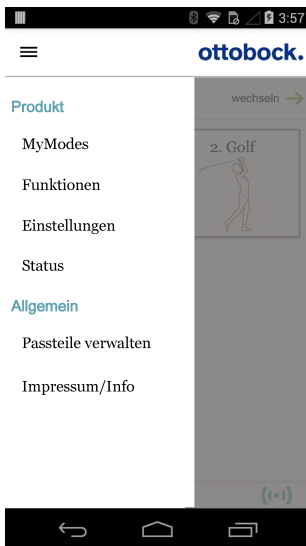 3:57
ottobock.
Produkt
wechseln
MyModes
2. Golf
Funktionen
Einstellungen
Status
Allgemein
Passteile verwalten
Impressum/Info